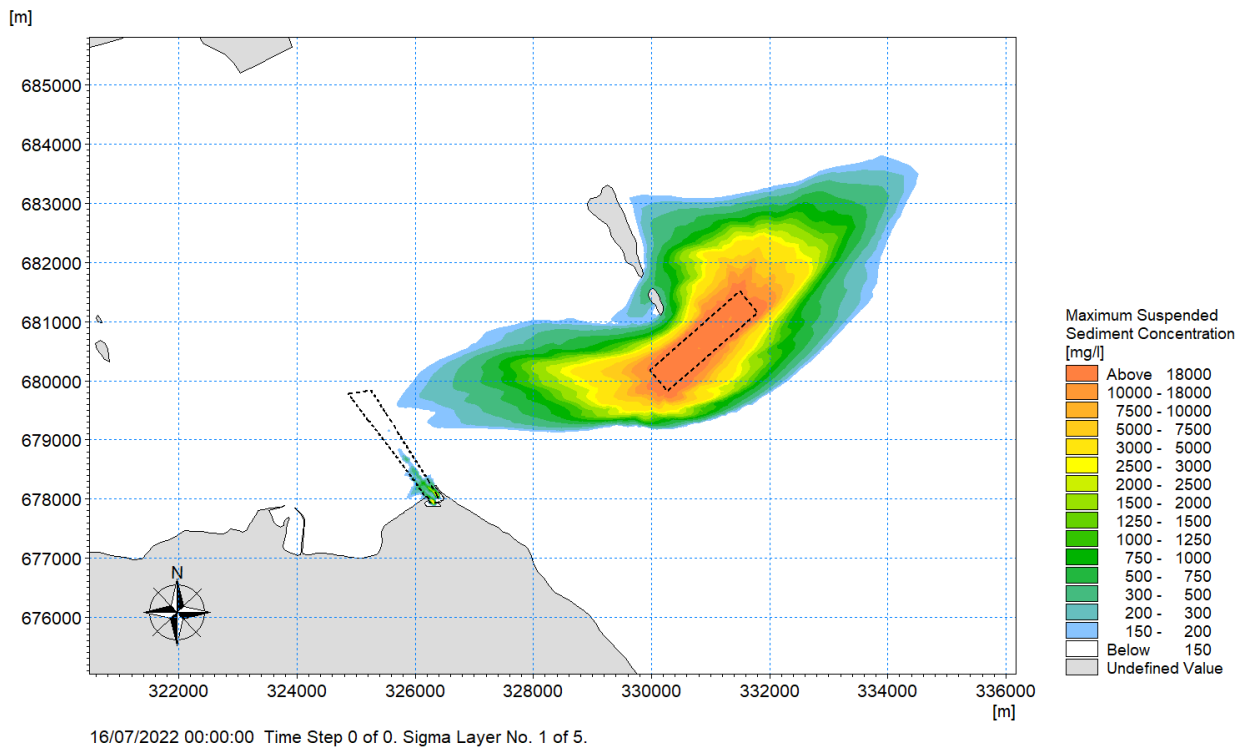 [m]
685000
684000
683000
682000
681000
680000
679000
678000
677000
676000
N
322000 324000 326000 328000 330000 332000 334000 336000
[m]
Maximum Suspended
Sediment Concentration
[mg/l]
Above 18000
10000 - 18000
7500 - 10000
5000 - 7500
3000 - 5000
2500 - 3000
2000 - 2500
1500 - 2000
1250 - 1500
1000 - 1250
750 - 1000
500 - 750
300 - 500
200 - 300
150 - 200
Below 150
Undefined Value
16/07/2022 00:00:00 Time Step 0 of 0. Sigma Layer No. 1 of 5.